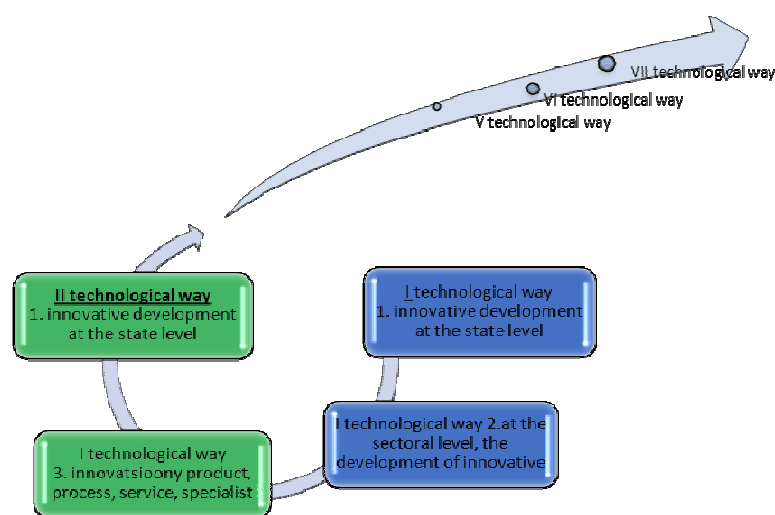 VII technological way
VI technological way
V technological way
II technological way
1. innovative development
at the state level
I technological way
1. innovative development
at the state level
I technological way 2.at the
sectoral level, the
development of innovative
I technological way
3. innovatsioony product,
process, service, specialist